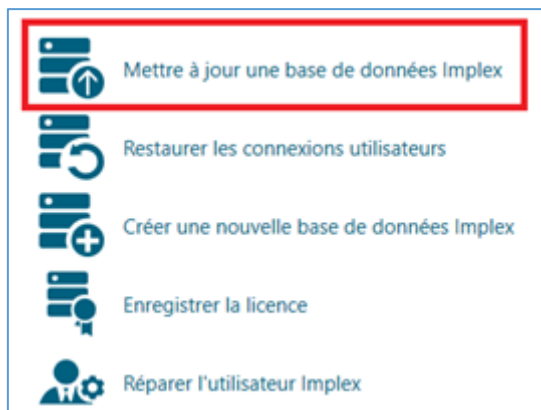 Mettre à jour une base de données Implex
Restaurer les connexions utilisateurs
Créer une nouvelle base de données Implex
Enregistrer la licence
Réparer l'utilisateur Implex